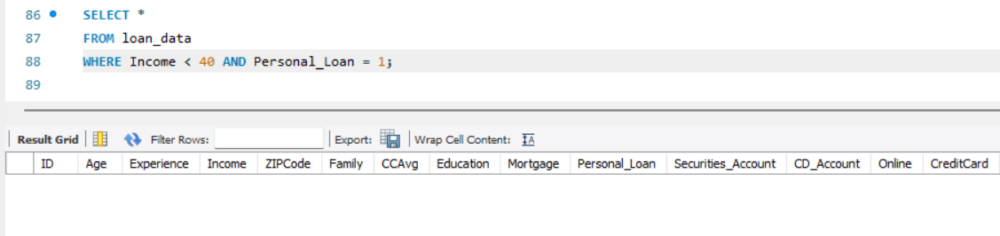 86 SELECT *
87 FROM loan_data
88 WHERE Income < 40 AND Personal_Loan = 1;
89
Result Grid Filter Rows: Export: Wrap Cell Content: IA
ID Age Experience Income ZIPCode Family CCAvg Education Mortgage Personal_Loan Securities_Account CD_Account Online CreditCard